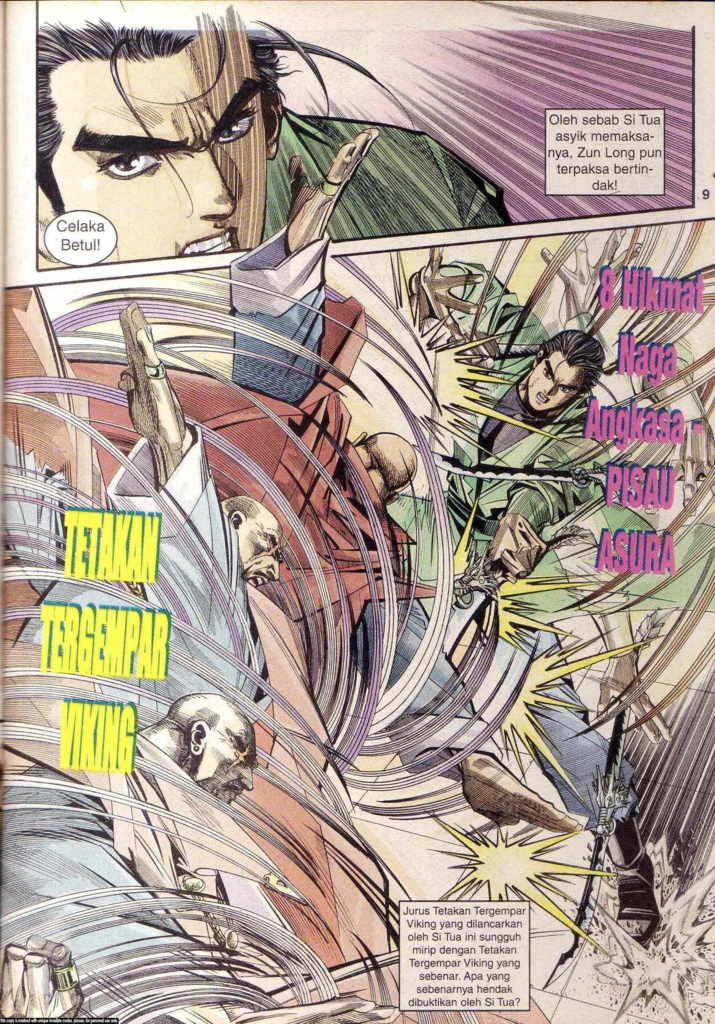 Oleh sebab Si Tua
asyik memaksa-
nya, Zun Long pun
terpaksa bertin-
dak!
9
Celaka
Betul!
8 Hikmat
Naga
Angkasa -
PISAU
ASURA
TETAKAN
TERGEMPAR
VIKING
Jurus Tetakan Tergempar
Viking yang dilancarkan
oleh Si Tua ini sungguh
mirip dengan Tetakan
Tergempar Viking yang
sebenar. Apa yang
sebenarnya hendak
dibuktikan oleh Si Tua?